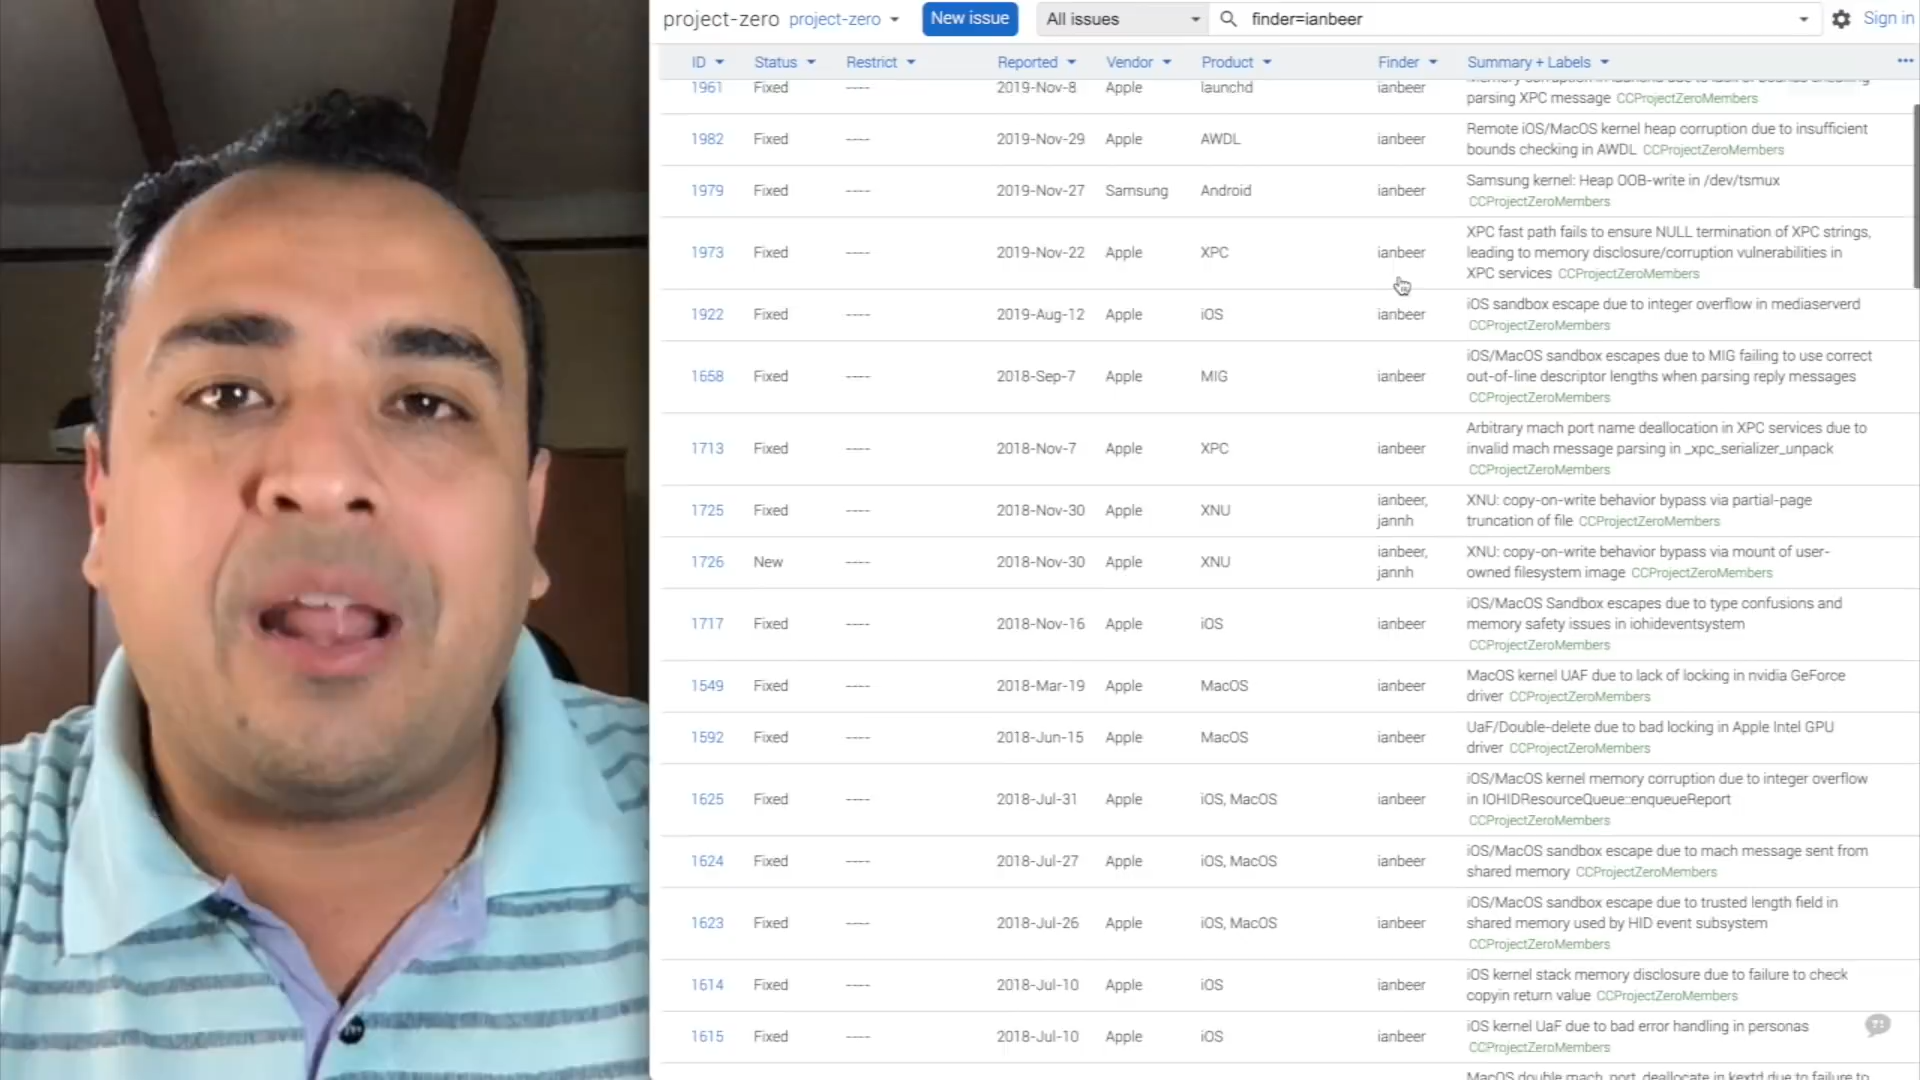 project-zero project-zero New issue All issues finder=ianbeer Sign in
ID Status Restrict Reported Vendor Product Finder Summary + Labels
1961 Fixed ---- 2019-Nov-8 Apple launchd ianbeer
parsing XPC message CCProjectZeroMembers
1982 Fixed ---- 2019-Nov-29 Apple AWDL ianbeer Remote iOS/MacOS kernel heap corruption due to insufficient
bounds checking in AWDL CCProjectZeroMembers
1979 Fixed ---- 2019-Nov-27 Samsung Android ianbeer Samsung kernel: Heap OOB-write in /dev/tsmux
CCProjectZeroMembers
1973 Fixed ---- 2019-Nov-22 Apple XPC ianbeer XPC fast path fails to ensure NULL termination of XPC strings,
leading to memory disclosure/corruption vulnerabilities in
XPC services CCProjectZeroMembers
1922 Fixed ---- 2019-Aug-12 Apple iOS ianbeer iOS sandbox escape due to integer overflow in mediaserverd
CCProjectZeroMembers
1658 Fixed ---- 2018-Sep-7 Apple MIG ianbeer iOS/MacOS sandbox escapes due to MIG failing to use correct
out-of-line descriptor lengths when parsing reply messages
CCProjectZeroMembers
1713 Fixed ---- 2018-Nov-7 Apple XPC ianbeer Arbitrary mach port name deallocation in XPC services due to
invalid mach message parsing in _xpc_serializer_unpack
CCProjectZeroMembers
1725 Fixed ---- 2018-Nov-30 Apple XNU ianbeer, jannh XNU: copy-on-write behavior bypass via partial-page
truncation of file CCProjectZeroMembers
1726 New ---- 2018-Nov-30 Apple XNU ianbeer, jannh XNU: copy-on-write behavior bypass via mount of user-
owned filesystem image CCProjectZeroMembers
1717 Fixed ---- 2018-Nov-16 Apple iOS ianbeer iOS/MacOS Sandbox escapes due to type confusions and
memory safety issues in iohideventsystem
CCProjectZeroMembers
1549 Fixed ---- 2018-Mar-19 Apple MacOS ianbeer MacOS kernel UAF due to lack of locking in nvidia GeForce
driver CCProjectZeroMembers
1592 Fixed ---- 2018-Jun-15 Apple MacOS ianbeer UaF/Double-delete due to bad locking in Apple Intel GPU
driver CCProjectZeroMembers
1625 Fixed ---- 2018-Jul-31 Apple iOS, MacOS ianbeer iOS/MacOS kernel memory corruption due to integer overflow
in IOHIDResourceQueue::enqueueReport
CCProjectZeroMembers
1624 Fixed ---- 2018-Jul-27 Apple iOS, MacOS ianbeer iOS/MacOS sandbox escape due to mach message sent from
shared memory CCProjectZeroMembers
1623 Fixed ---- 2018-Jul-26 Apple iOS, MacOS ianbeer iOS/MacOS sandbox escape due to trusted length field in
shared memory used by HID event subsystem
CCProjectZeroMembers
1614 Fixed ---- 2018-Jul-10 Apple iOS ianbeer iOS kernel stack memory disclosure due to failure to check
copyin return value CCProjectZeroMembers
1615 Fixed ---- 2018-Jul-10 Apple iOS ianbeer iOS kernel UaF due to bad error handling in personas
CCProjectZeroMembers
MacOS double mach_port_deallocate in kextd due to failure to